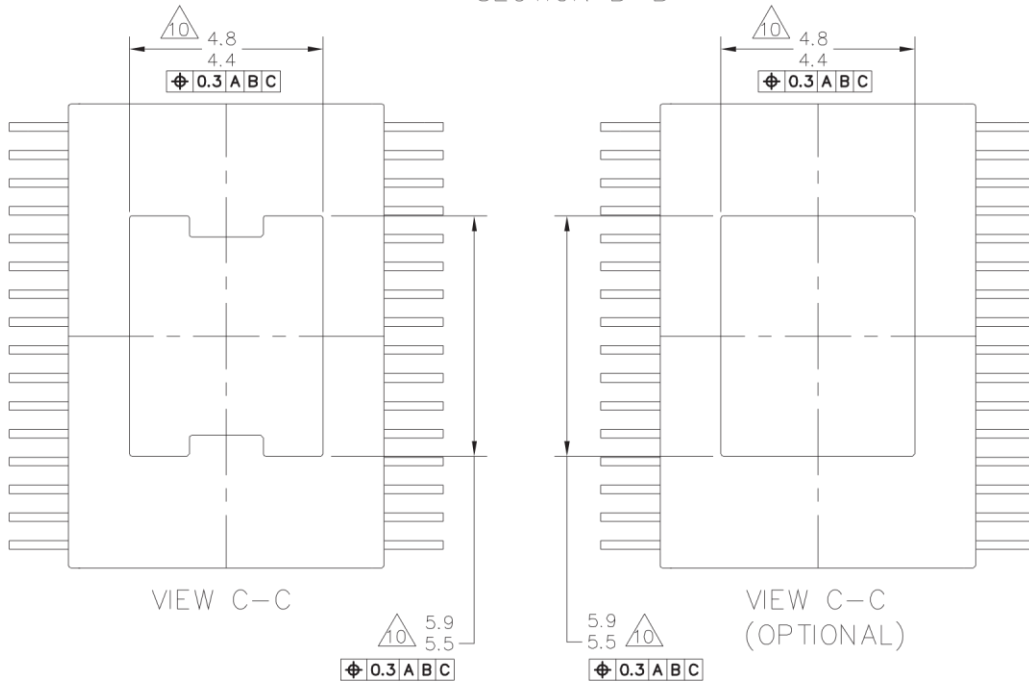 10 4.8
4.4
⌖ 0.3 A B C
10 4.8
4.4
⌖ 0.3 A B C
VIEW C-C
10 5.9
5.5
⌖ 0.3 A B C
5.9
5.5 10
⌖ 0.3 A B C
VIEW C-C
(OPTIONAL)